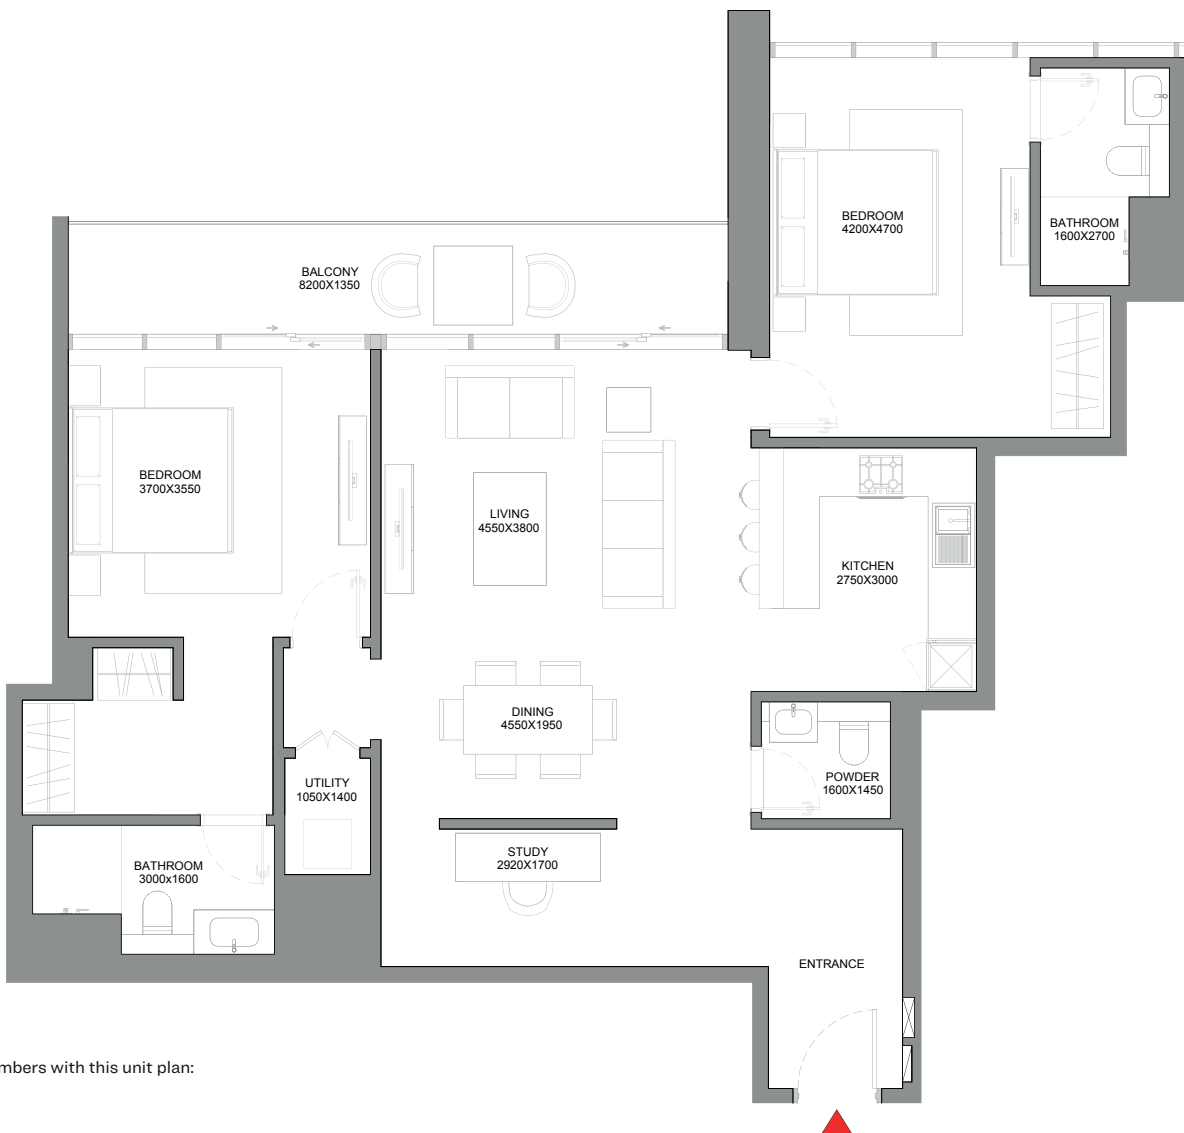 BEDROOM
4200X4700
BATHROOM
1600X2700
BALCONY
8200X1350
BEDROOM
3700X3550
LIVING
4550X3800
KITCHEN
2750X3000
DINING
4550X1950
UTILITY
1050X1400
POWDER
1600X1450
STUDY
2920X1700
BATHROOM
3000x1600
ENTRANCE
mbers with this unit plan: